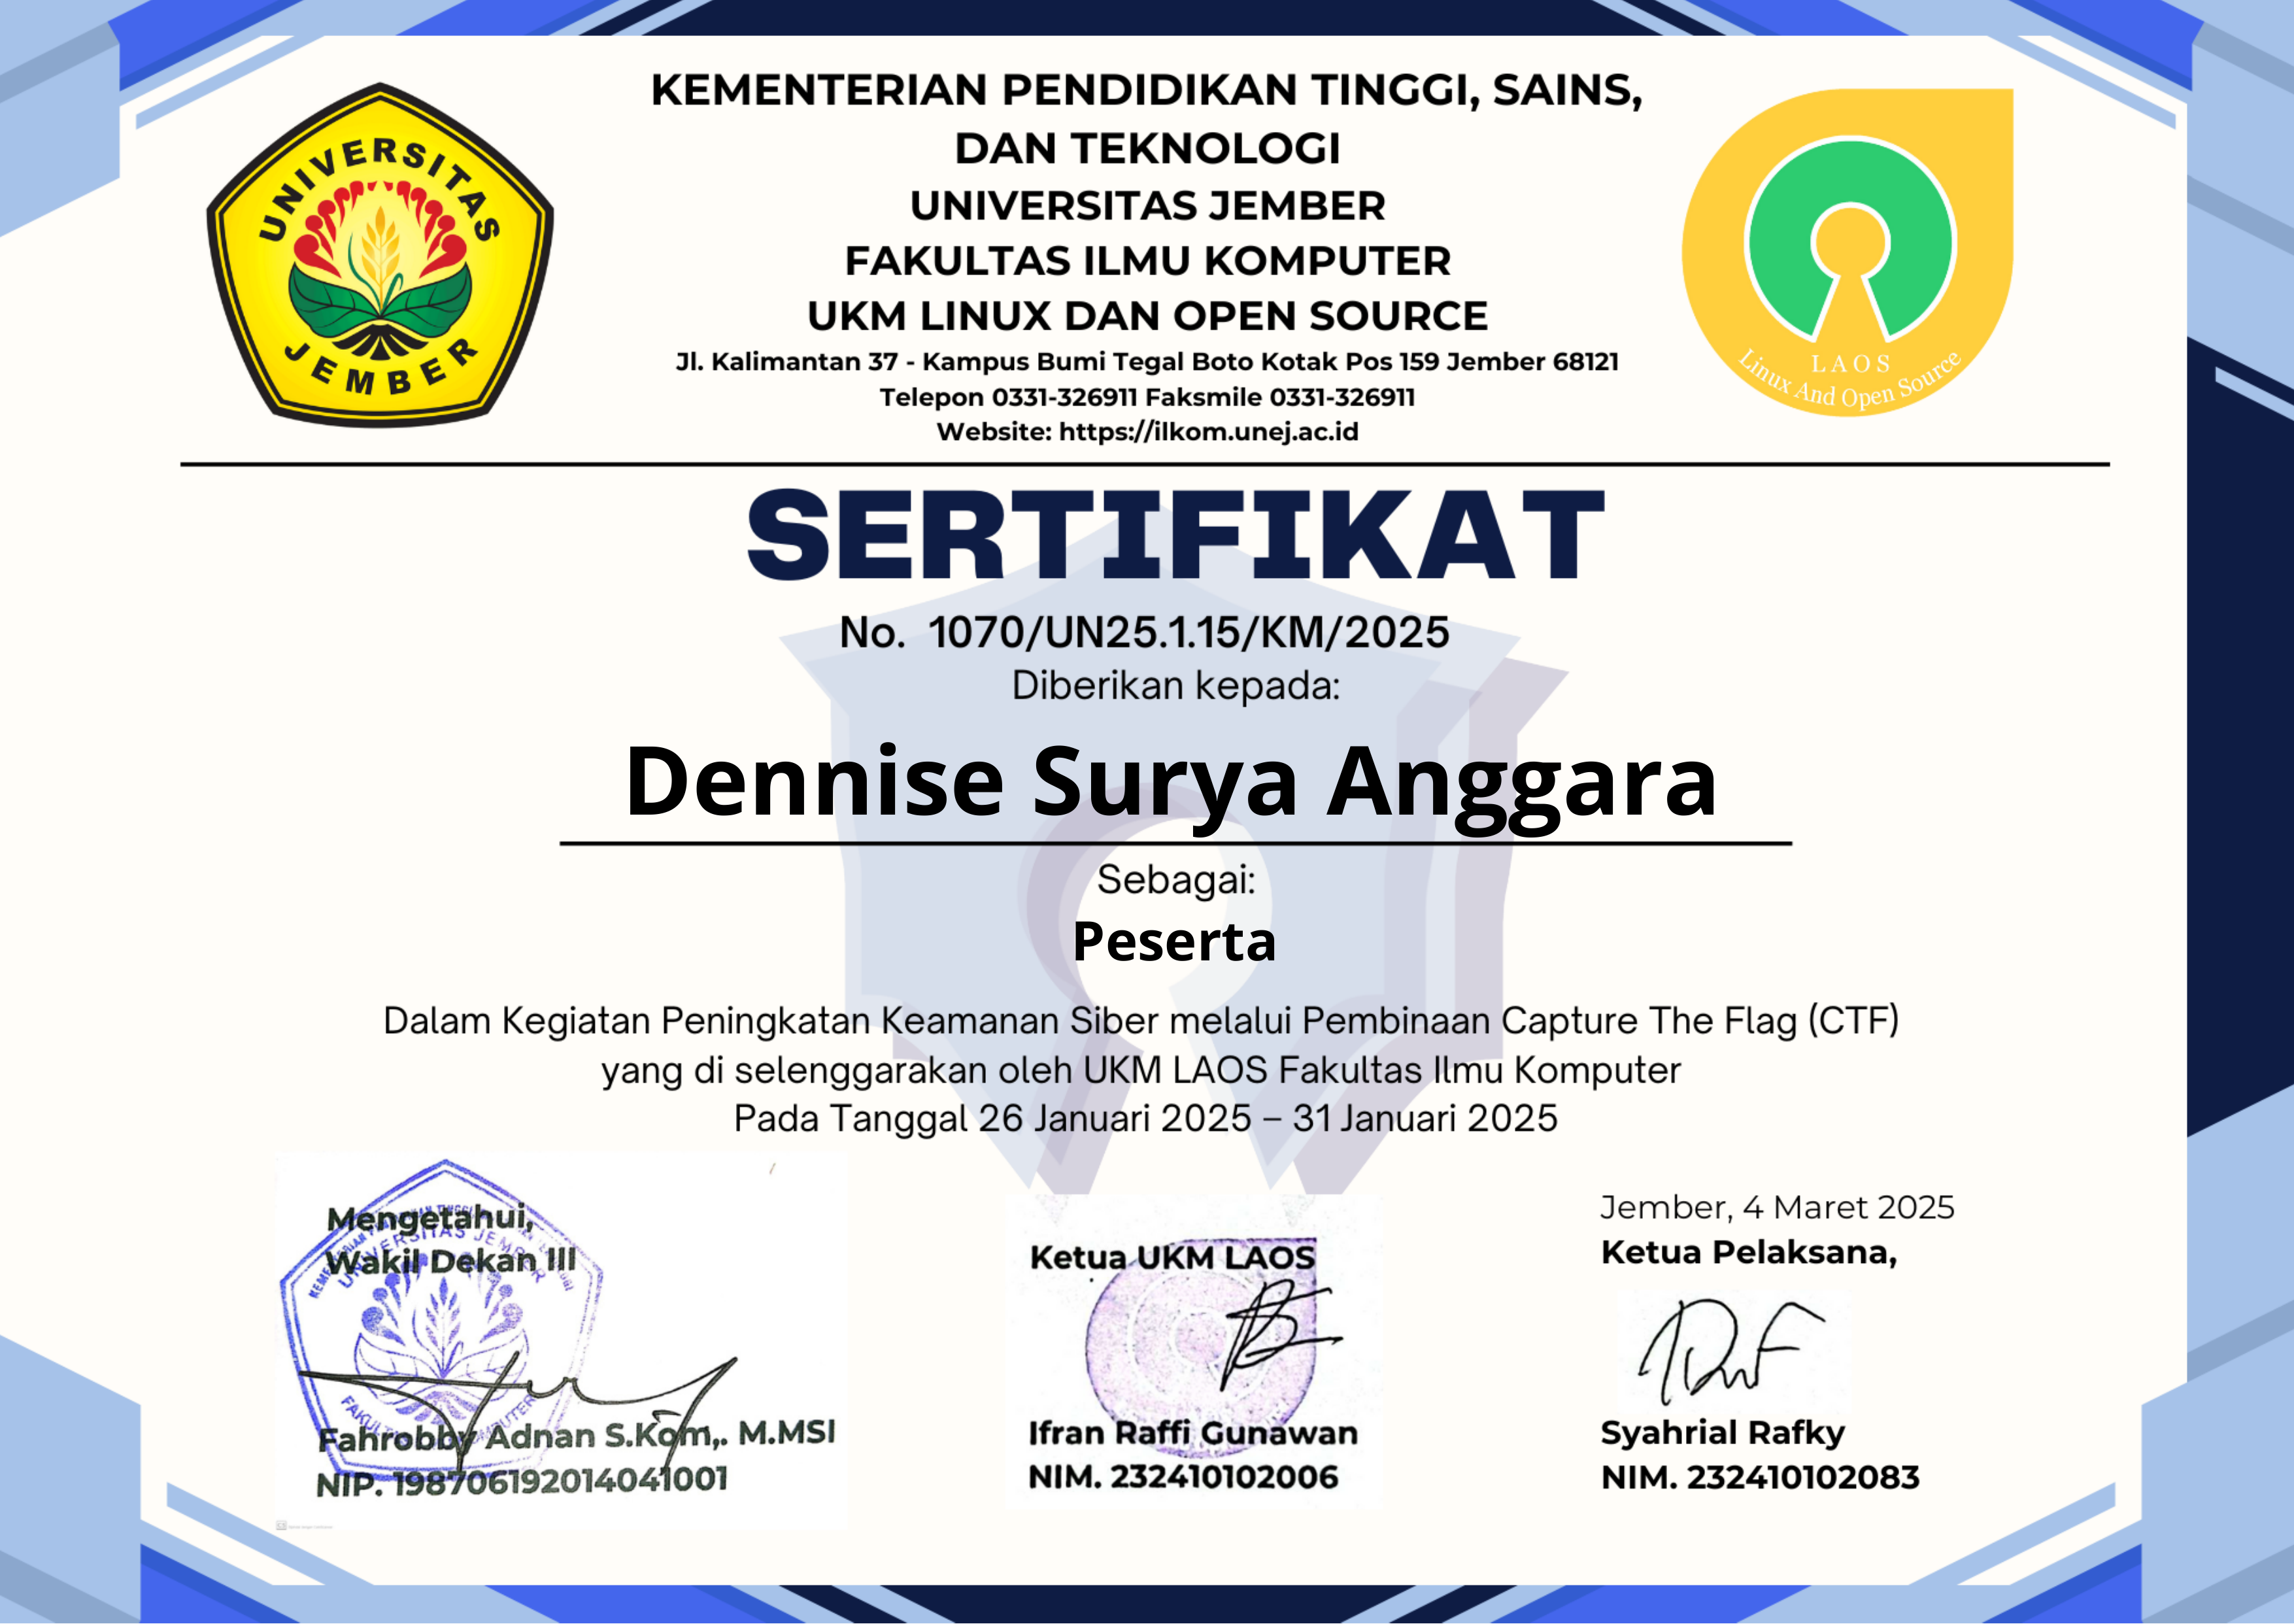 UNIVERSITAS
JEMBER
KEMENTERIAN PENDIDIKAN TINGGI, SAINS,
DAN TEKNOLOGI
UNIVERSITAS JEMBER
FAKULTAS ILMU KOMPUTER
UKM LINUX DAN OPEN SOURCE
Jl. Kalimantan 37 - Kampus Bumi Tegal Boto Kotak Pos 159 Jember 68121
Telepon 0331-326911 Faksmile 0331-326911
Website: https://ilkom.unej.ac.id
LAOS
Linux And Open Source
SERTIFIKAT
No. 1070/UN25.1.15/KM/2025
Diberikan kepada:
Dennise Surya Anggara
Sebagai:
Peserta
Dalam Kegiatan Peningkatan Keamanan Siber melalui Pembinaan Capture The Flag (CTF)
yang di selenggarakan oleh UKM LAOS Fakultas Ilmu Komputer
Pada Tanggal 26 Januari 2025 – 31 Januari 2025
Mengetahui,
Wakil Dekan III
UNIVERSITAS JEMBER
Fahrobby Adnan S.Kom,. M.MSI
NIP. 198706192014041001
Ketua UKM LAOS
Ifran Raffi Gunawan
NIM. 232410102006
Jember, 4 Maret 2025
Ketua Pelaksana,
Syahrial Rafky
NIM. 232410102083